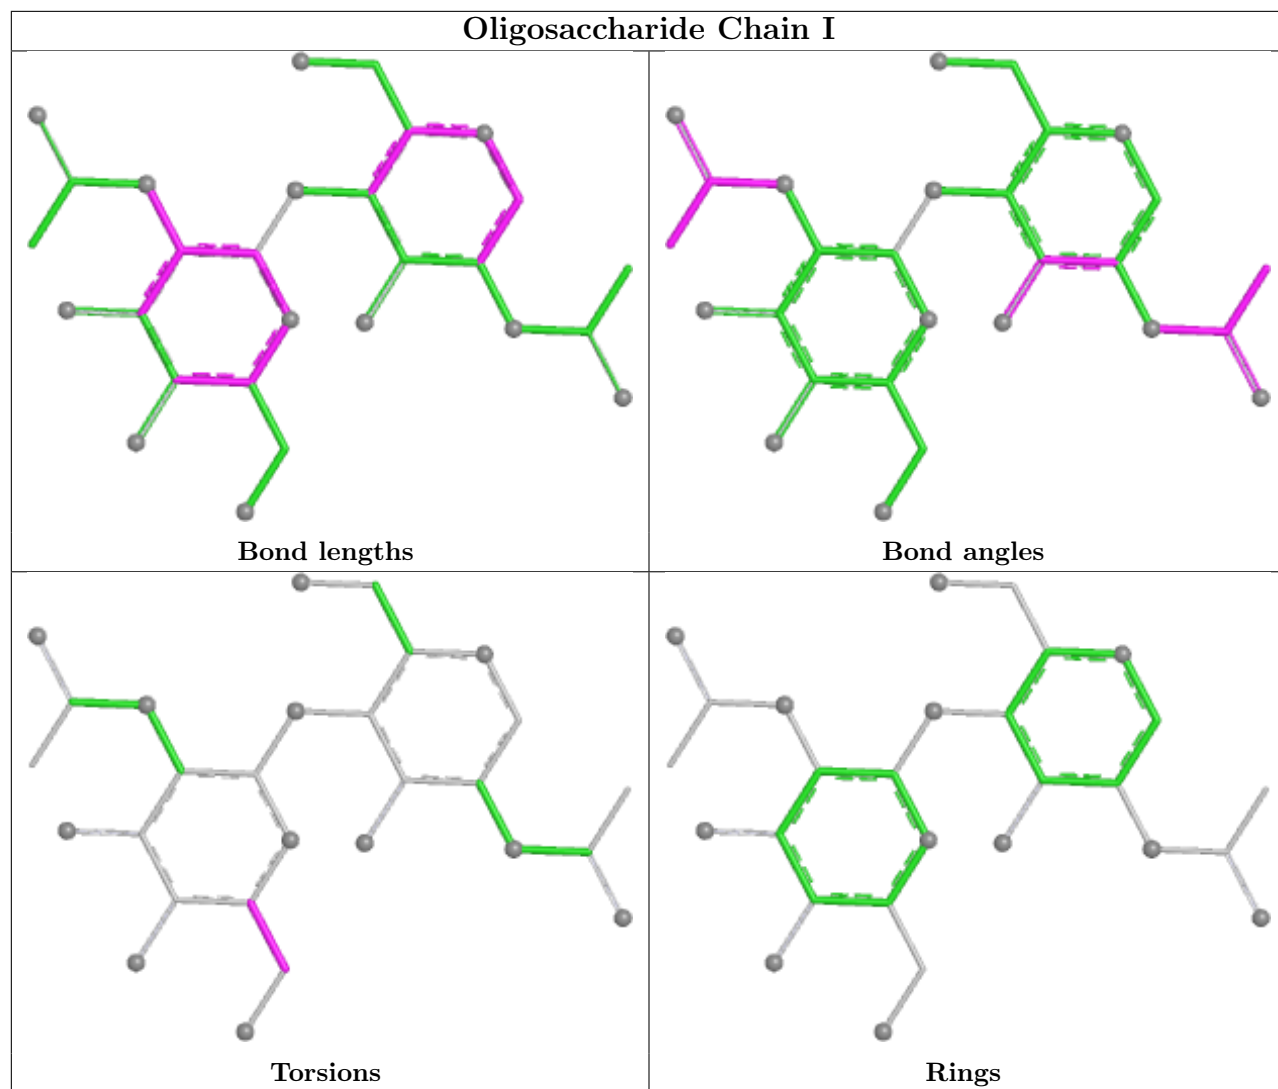 Oligosaccharide Chain I
Bond lengths
Bond angles
Torsions
Rings